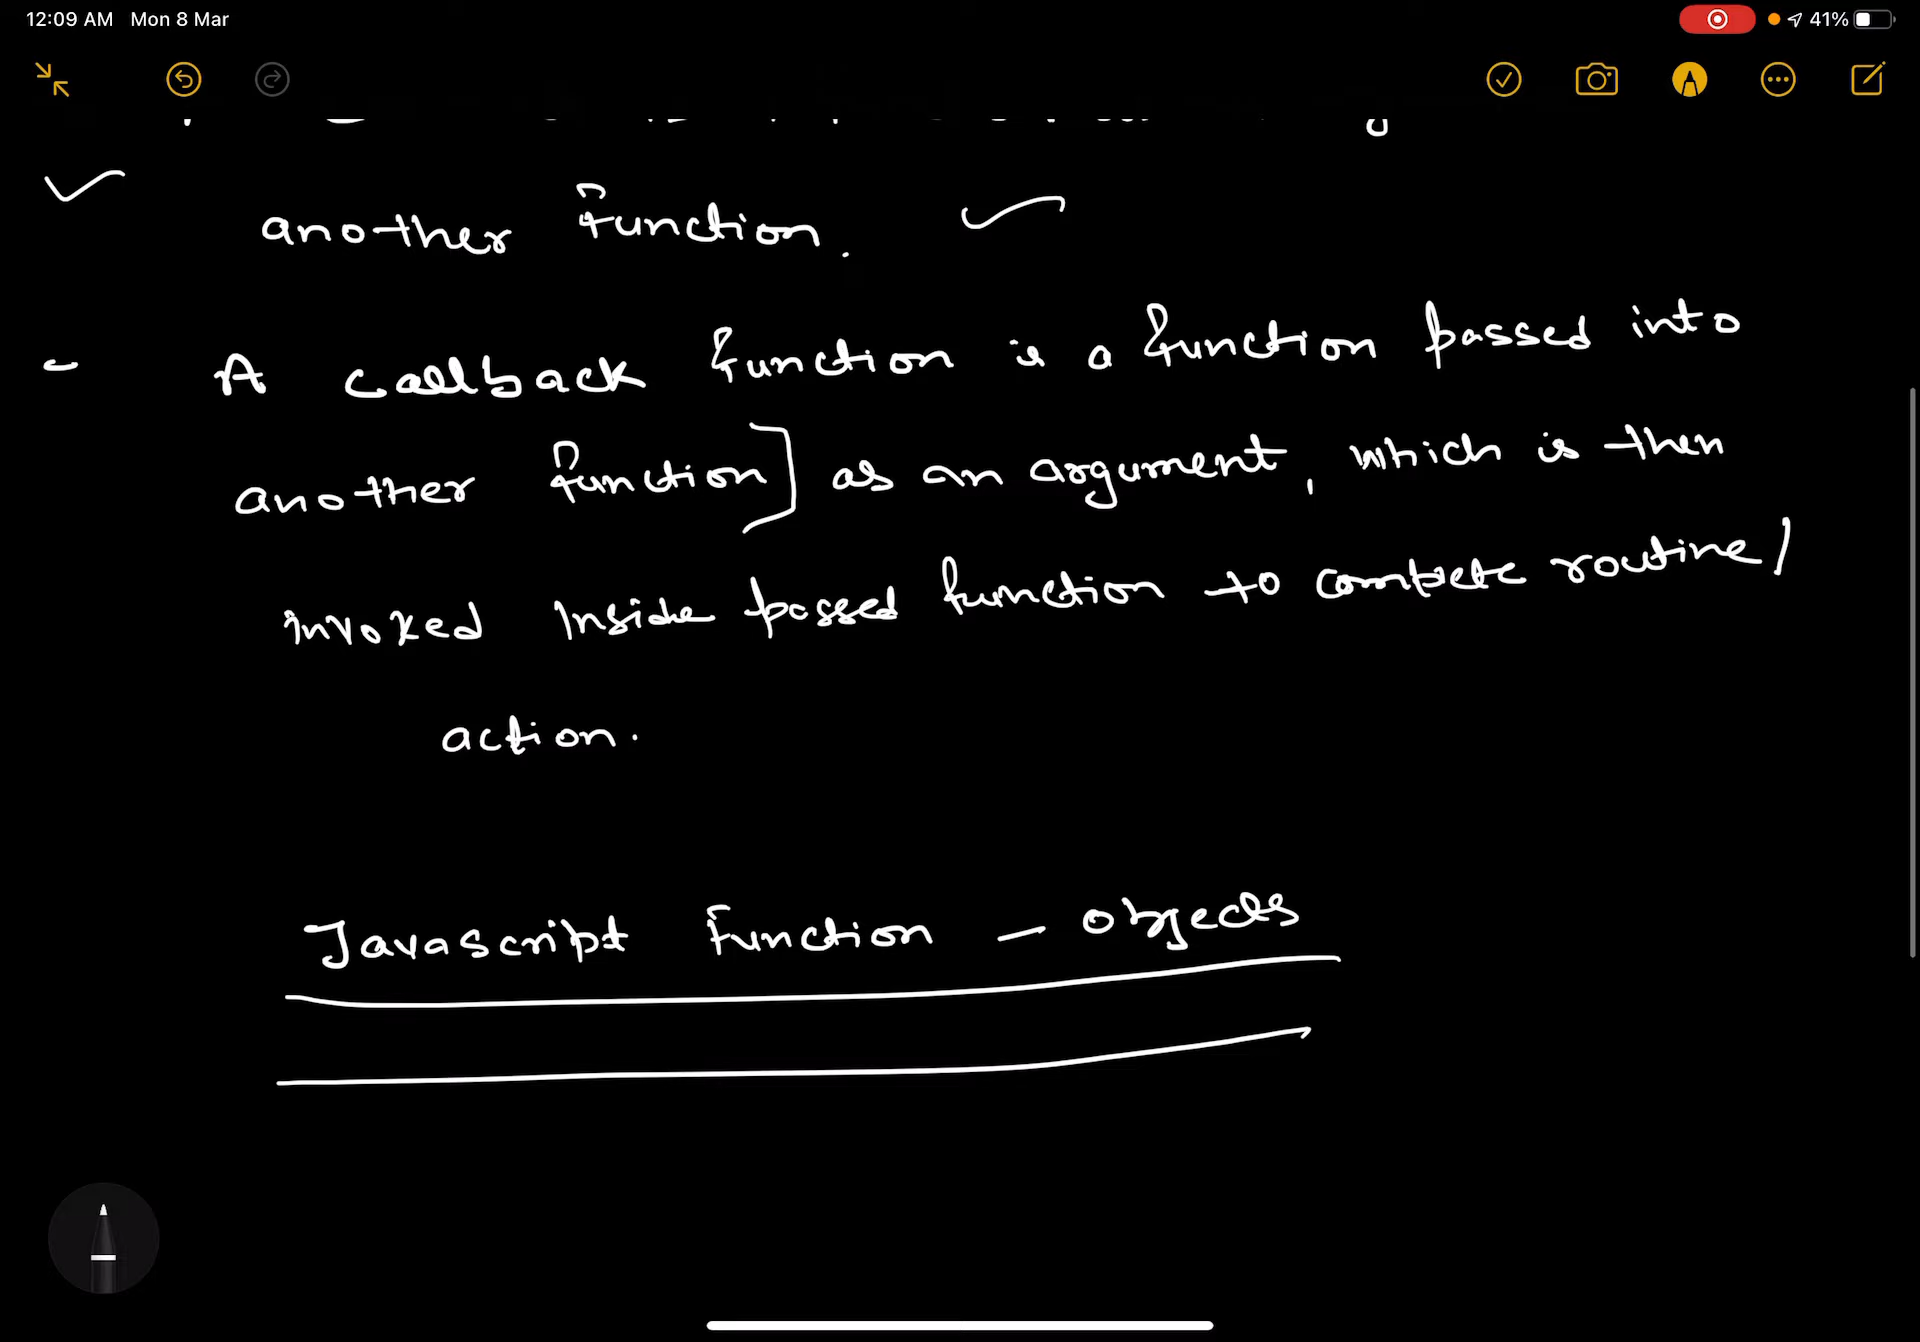 12:09 AM Mon 8 Mar 41%
another function.
- A callback function is a function passed into
another function] as an argument, which is then
invoked Inside passed function to complete routine/
action.
Javascript Function - objects